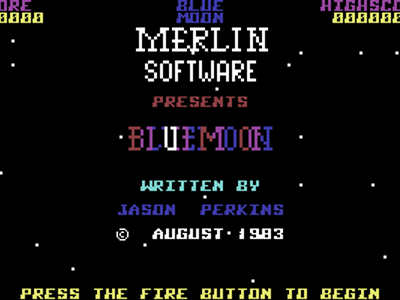 ORE BLUE HIGHSCO
0000 MOON 000000
MERLIN
SOFTWARE
PRESENTS
BLUEMOON
WRITTEN BY
JASON PERKINS
© AUGUST 1983
PRESS THE FIRE BUTTON TO BEGIN